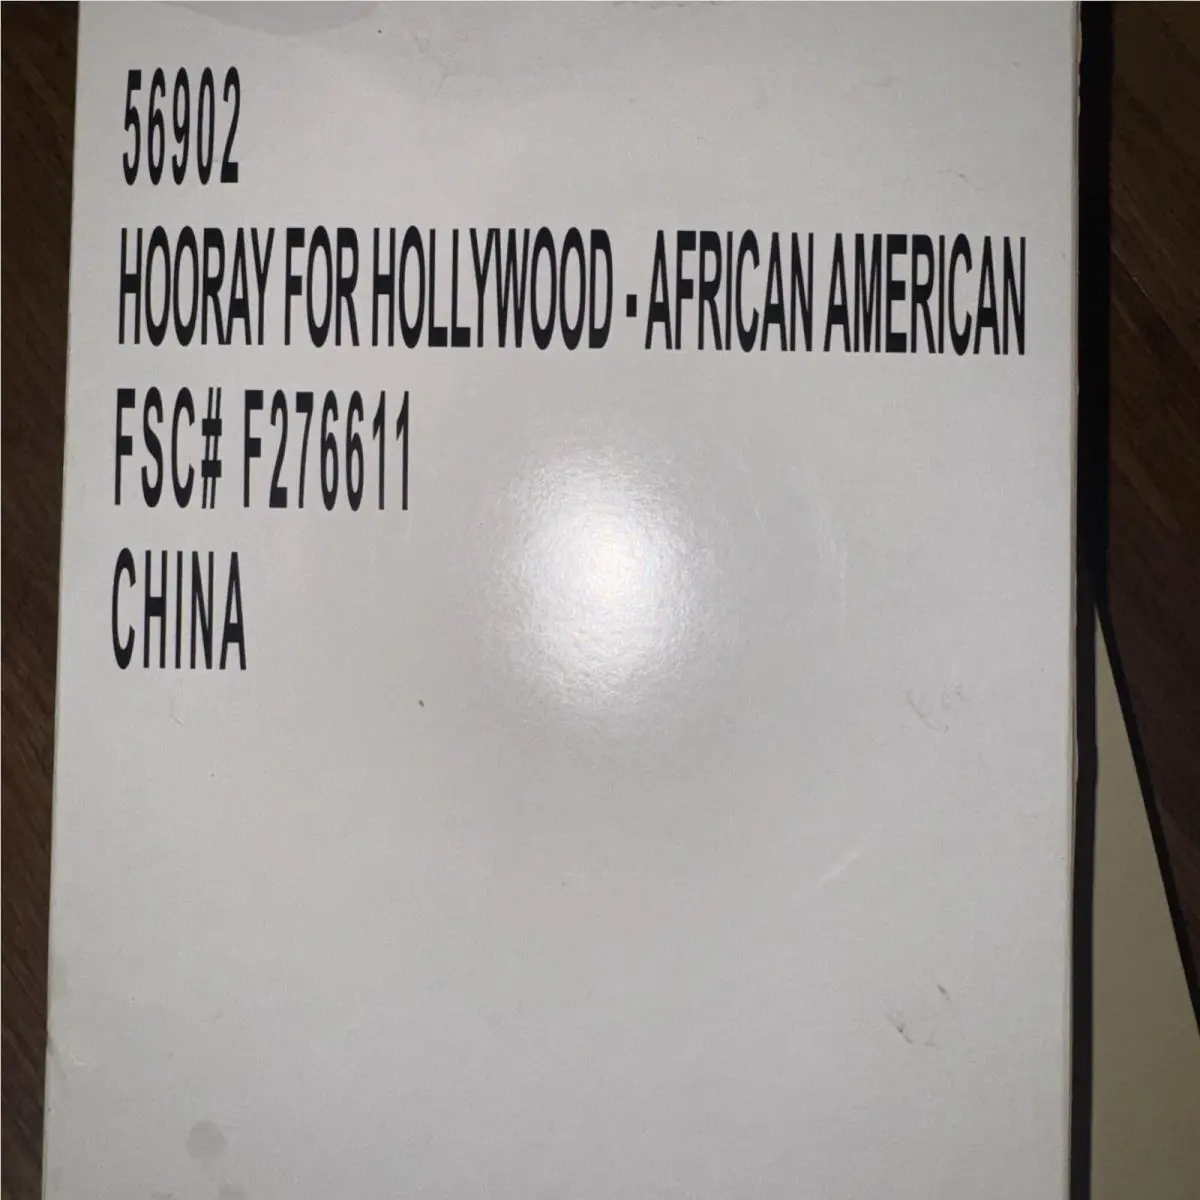 56902
HOORAY FOR HOLLYWOOD - AFRICAN AMERICAN
FSC# F276611
CHINA